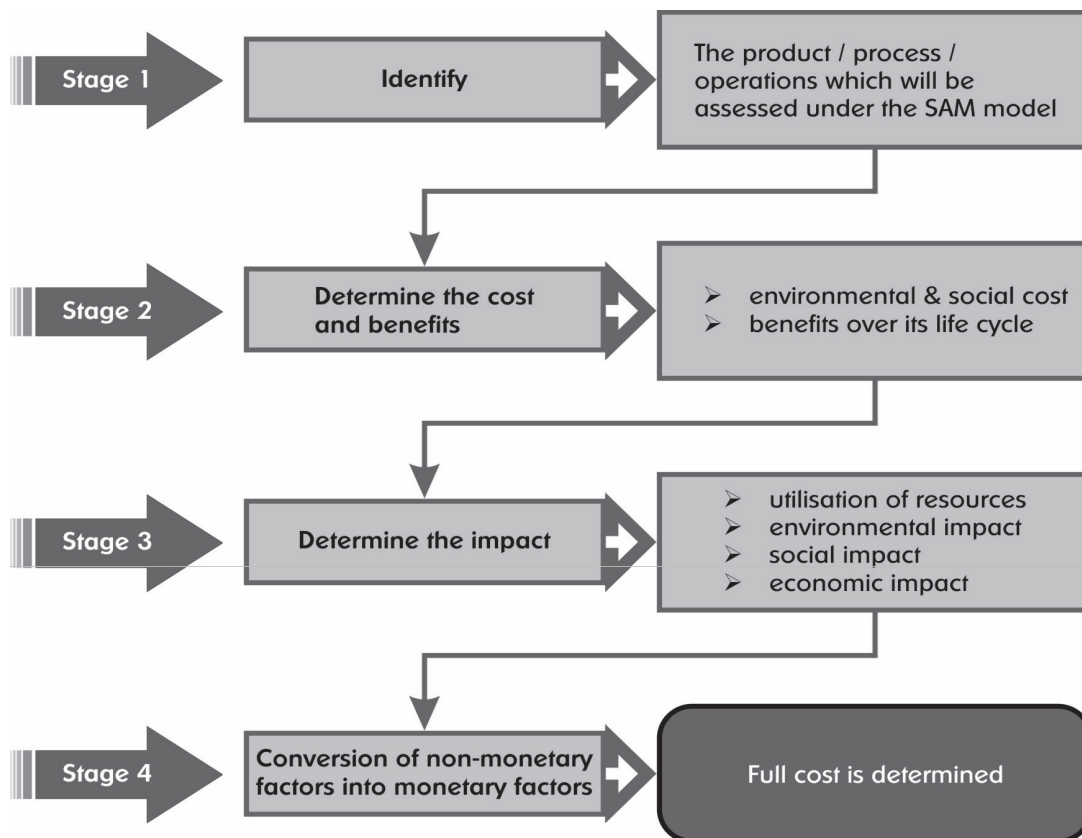 Stage 1
Identify
The product / process /
operations which will be
assessed under the SAM model
Stage 2
Determine the cost
and benefits
➢ environmental & social cost
➢ benefits over its life cycle
Stage 3
Determine the impact
➢ utilisation of resources
➢ environmental impact
➢ social impact
➢ economic impact
Stage 4
Conversion of non-monetary
factors into monetary factors
Full cost is determined